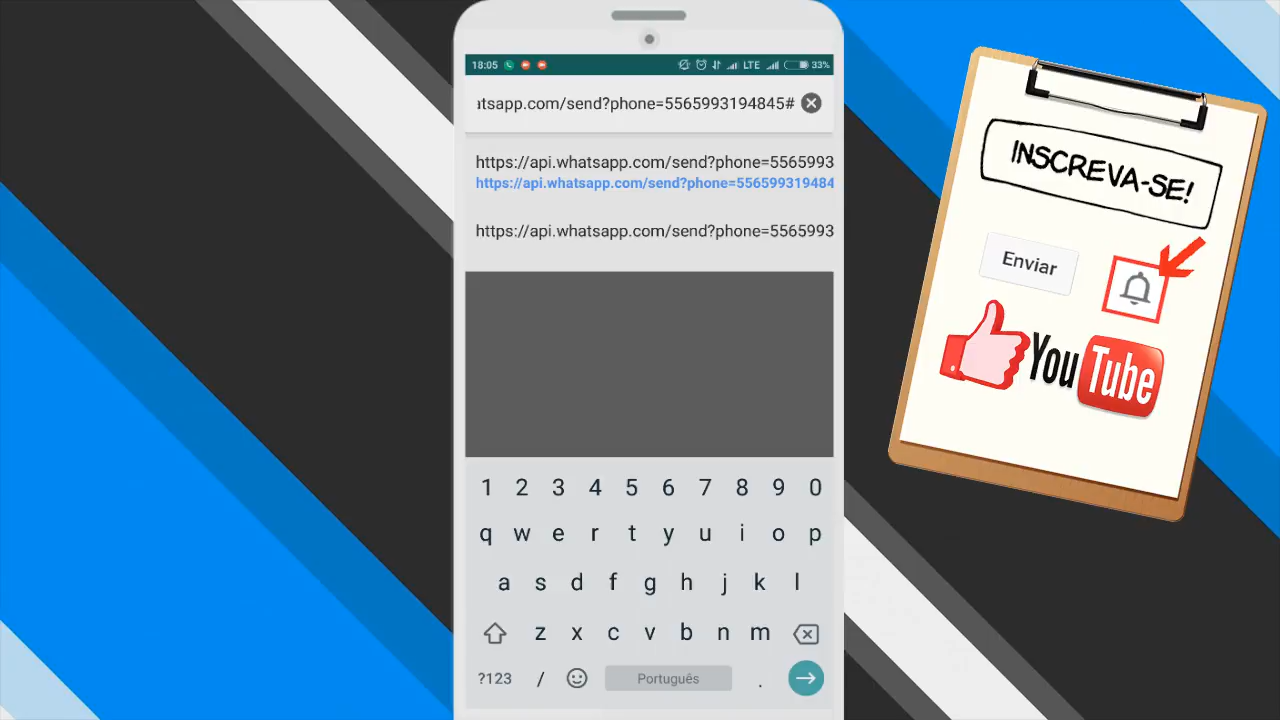 18:05 LTE 33%
tsapp.com/send?phone=5565993194845#
https://api.whatsapp.com/send?phone=5565993
https://api.whatsapp.com/send?phone=556599319484
https://api.whatsapp.com/send?phone=5565993
1 2 3 4 5 6 7 8 9 0
q w e r t y u i o p
a s d f g h j k l
z x c v b n m
?123 / Português .
INSCREVA-SE!
Enviar
YouTube